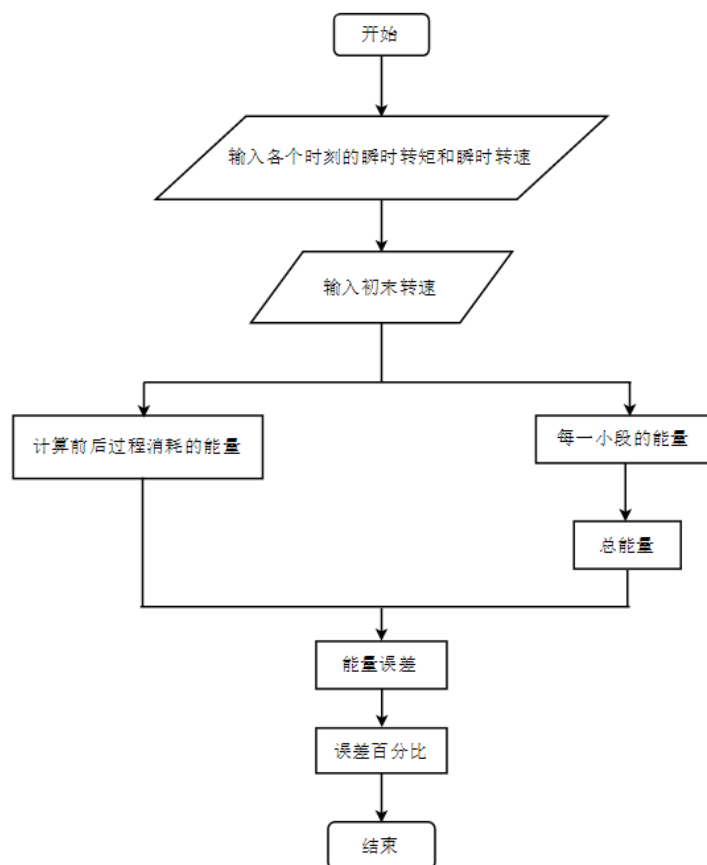 开始
输入各个时刻的瞬时转矩和瞬时转速
输入初末转速
计算前后过程消耗的能量
每一小段的能量
总能量
能量误差
误差百分比
结束